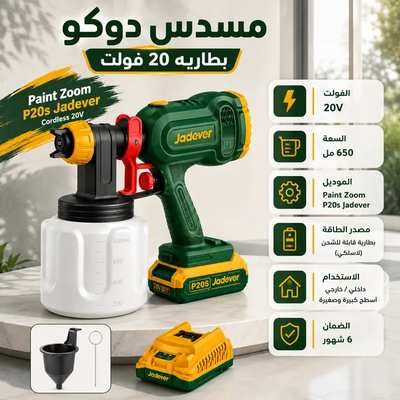 مسدس دوكو
بطاريه 20 فولت
Paint Zoom
P20s Jadever
Cordless 20V
Jadever
P20S Jadever
الفولت
20V
السعة
650 مل
الموديل
Paint Zoom
P20s Jadever
مصدر الطاقة
بطارية قابلة للشحن
(لاسلكي)
الاستخدام
داخلي / خارجي
أسطح كبيرة وصغيرة
الضمان
6 شهور